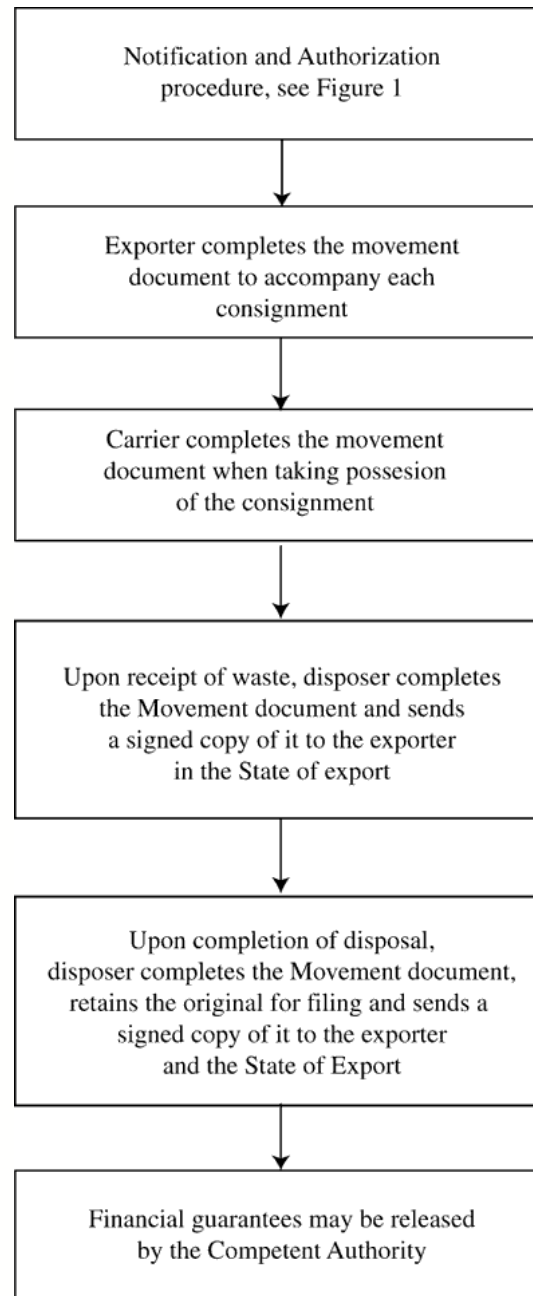 Notification and Authorization
procedure, see Figure 1
Exporter completes the movement
document to accompany each
consignment
Carrier completes the movement
document when taking possesion
of the consignment
Upon receipt of waste, disposer completes
the Movement document and sends
a signed copy of it to the exporter
in the State of export
Upon completion of disposal,
disposer completes the Movement document,
retains the original for filing and sends a
signed copy of it to the exporter
and the State of Export
Financial guarantees may be released
by the Competent Authority